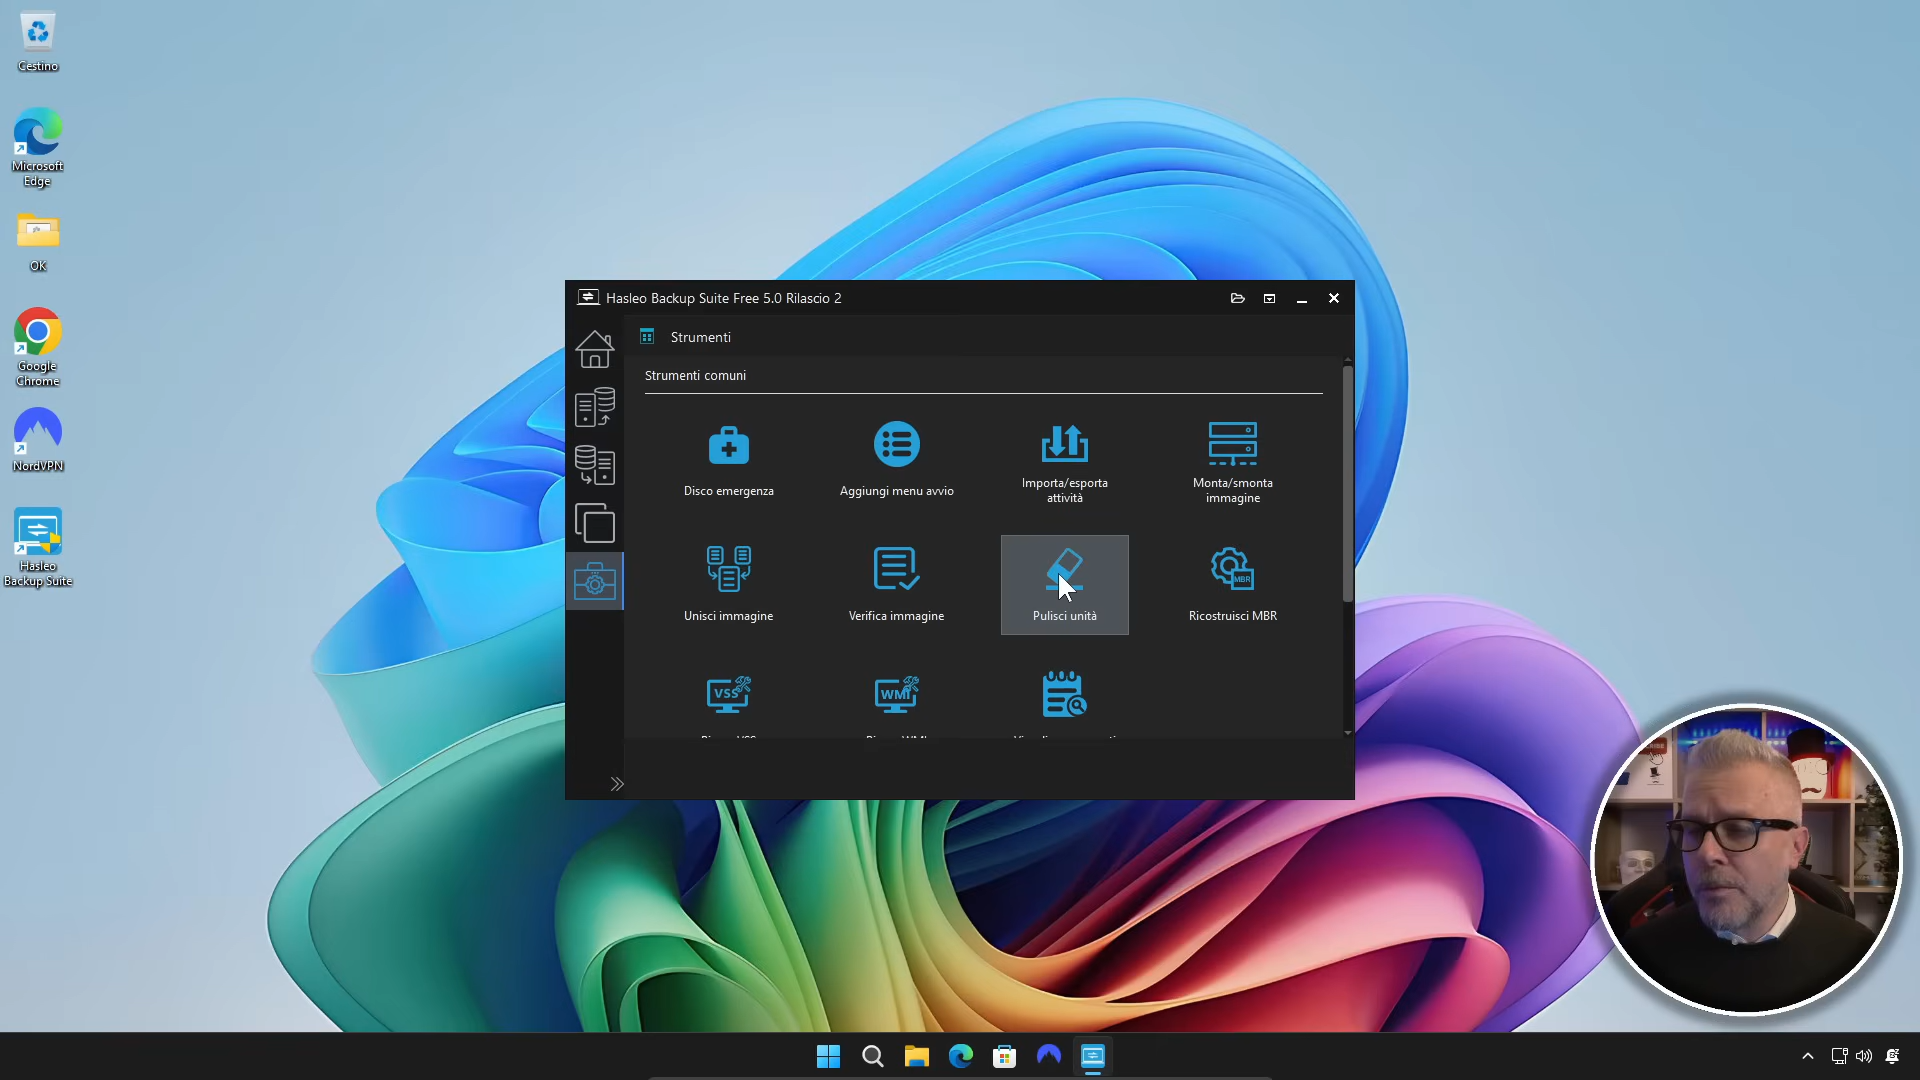 Cestino
Microsoft
Edge
OK
Google
Chrome
NordVPN
Hasleo
Backup Suite
Hasleo Backup Suite Free 5.0 Rilascio 2
Strumenti
Strumenti comuni
Disco emergenza
Aggiungi menu avvio
Importa/esporta
attività
Monta/smonta
immagine
Unisci immagine
Verifica immagine
Pulisci unità
MBR
Ricostruisci MBR
VSS
WMI